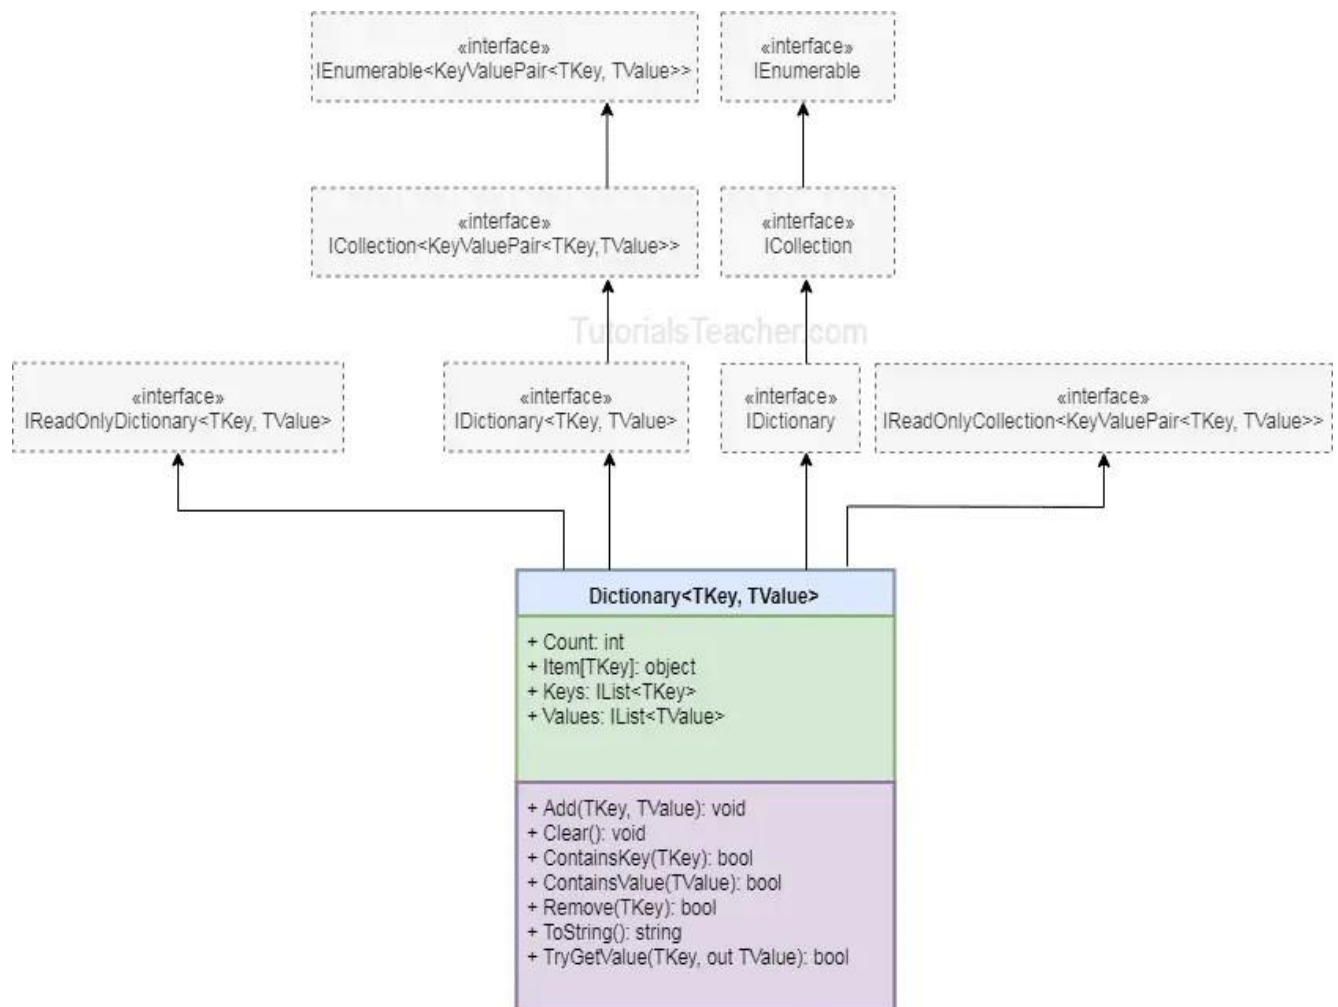 «interface»
IEnumerable<KeyValuePair<TKey, TValue>>
«interface»
IEnumerable
«interface»
ICollection<KeyValuePair<TKey,TValue>>
«interface»
ICollection
TutorialsTeacher.com
«interface»
IReadOnlyDictionary<TKey, TValue>
«interface»
IDictionary<TKey, TValue>
«interface»
IDictionary
«interface»
IReadOnlyCollection<KeyValuePair<TKey, TValue>>
Dictionary<TKey, TValue>
+ Count: int
+ Item[TKey]: object
+ Keys: IList<TKey>
+ Values: IList<TValue>
+ Add(TKey, TValue): void
+ Clear(): void
+ ContainsKey(TKey): bool
+ ContainsValue(TValue): bool
+ Remove(TKey): bool
+ ToString(): string
+ TryGetValue(TKey, out TValue): bool